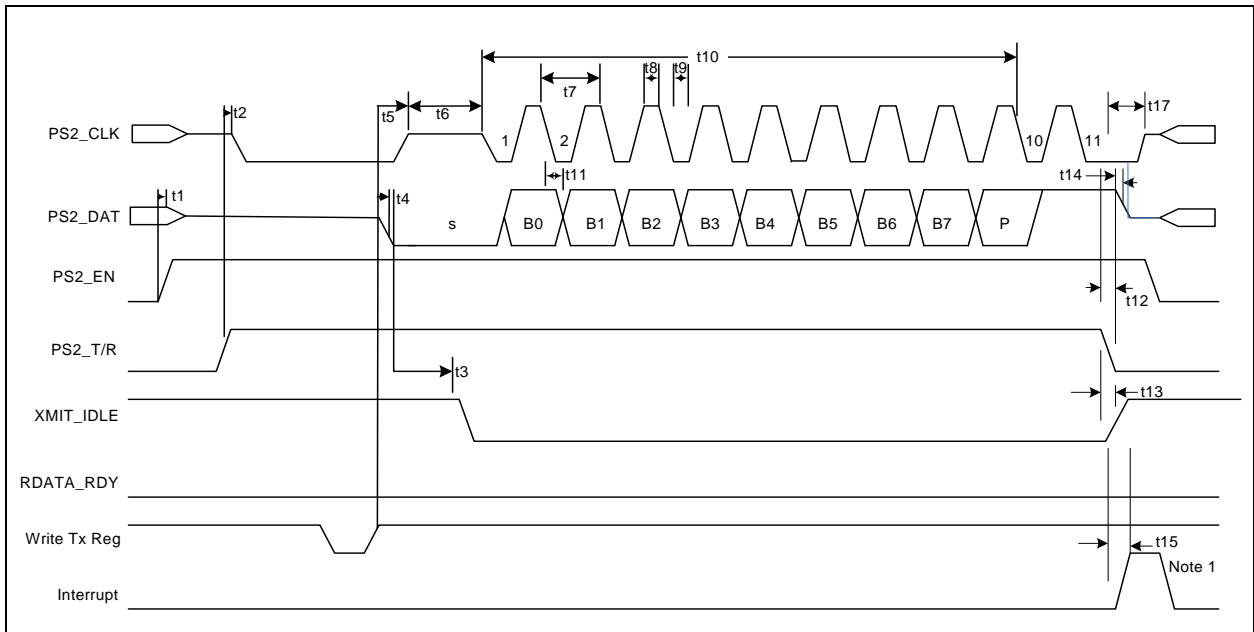 t10
t8 t9
t2 t5 t6 t7 t17
PS2_CLK 1 2 10 11
t1 t11 t14
PS2_DAT t4 s B0 B1 B2 B3 B4 B5 B6 B7 P
PS2_EN
t12
PS2_T/R
t3
XMIT_IDLE t13
RDATA_RDY
Write Tx Reg t15
Note 1
Interrupt